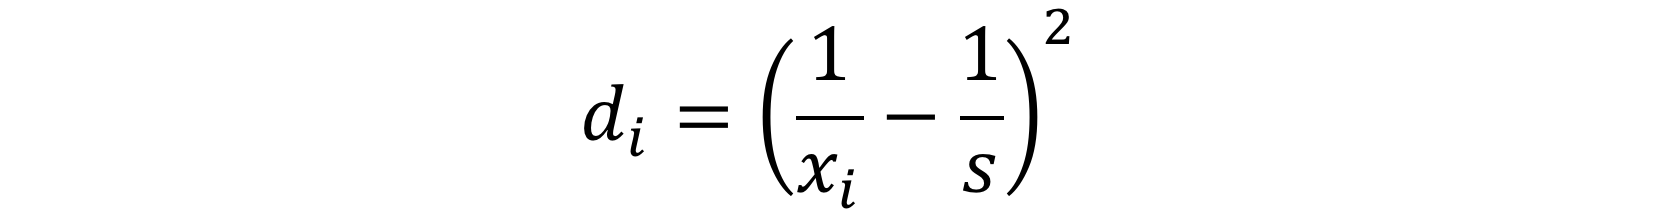 d_i = (1/x_i − 1/s)^2